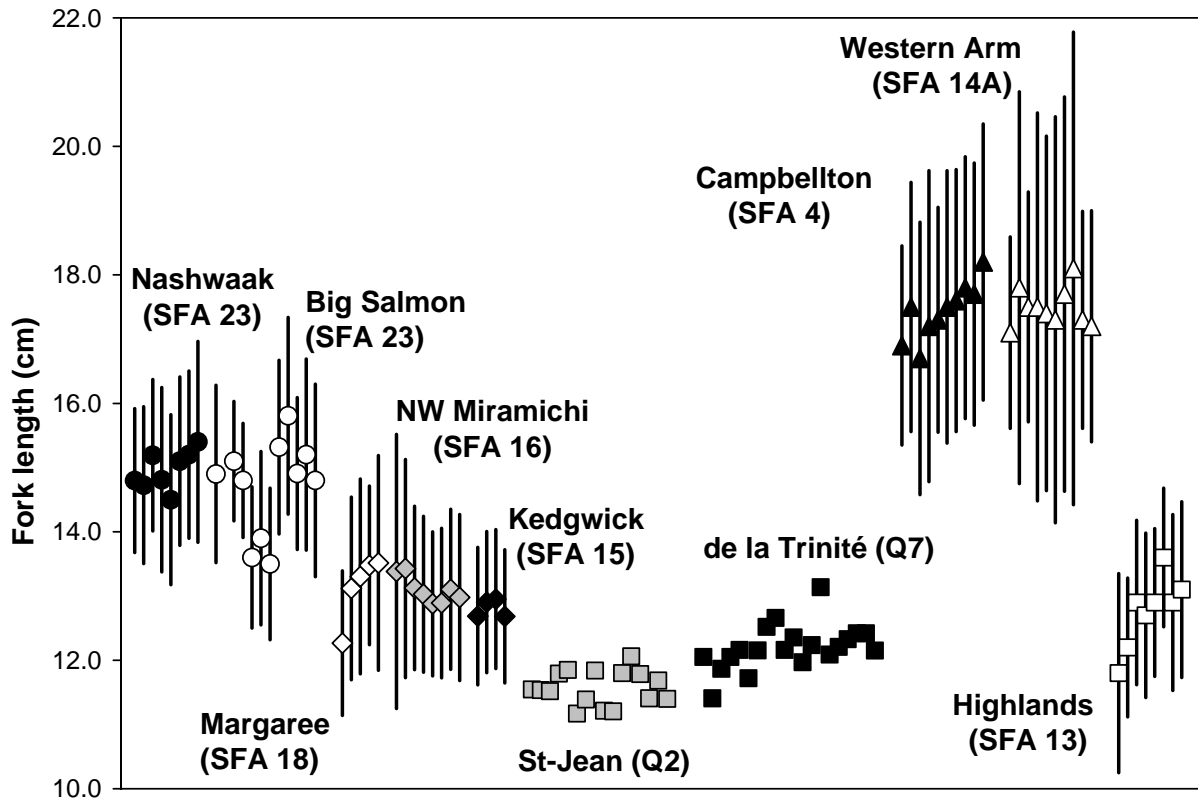 22.0
20.0
18.0
16.0
14.0
12.0
10.0
Fork length (cm)
Western Arm
(SFA 14A)
Campbellton
(SFA 4)
Nashwaak
(SFA 23)
Big Salmon
(SFA 23)
NW Miramichi
(SFA 16)
Kedgwick
(SFA 15)
de la Trinité (Q7)
Margaree
(SFA 18)
St-Jean (Q2)
Highlands
(SFA 13)